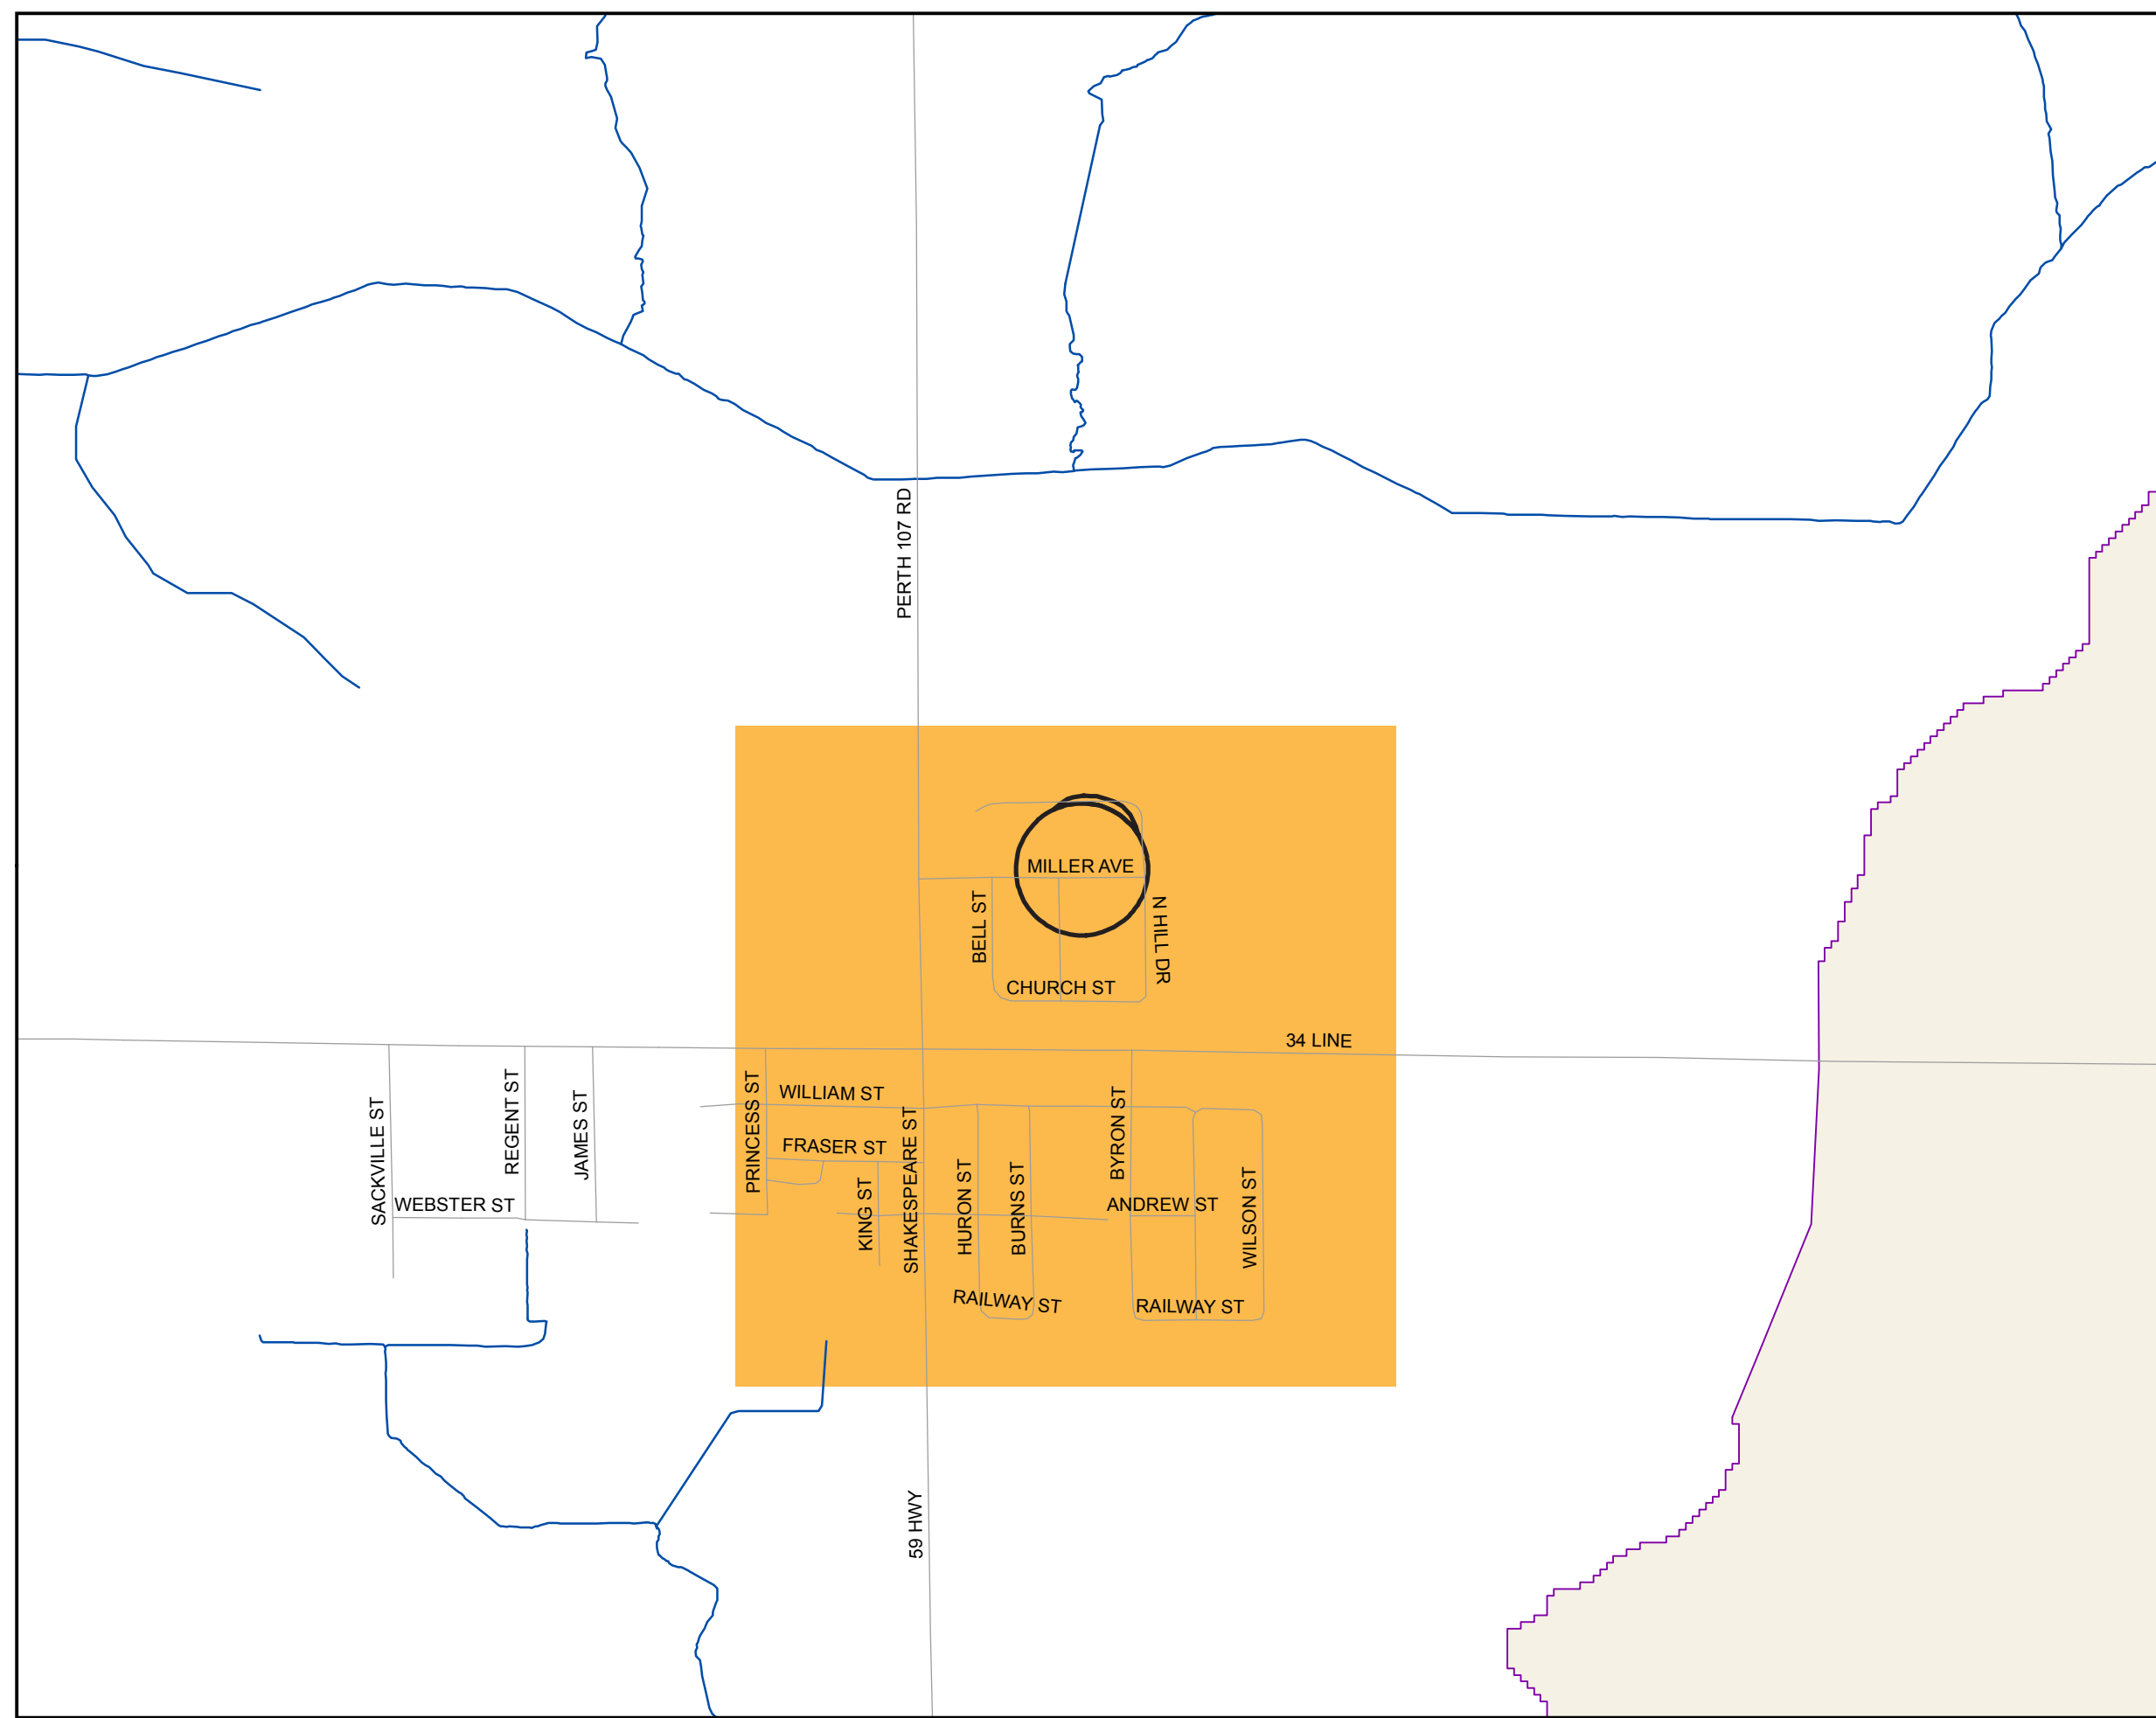 PERTH 107 RD
MILLER AVE
BELL ST
N HILL DR
CHURCH ST
34 LINE
SACKVILLE ST
REGENT ST
JAMES ST
PRINCESS ST
WILLIAM ST
FRASER ST
SHAKESPEARE ST
BYRON ST
WEBSTER ST
KING ST
HURON ST
BURNS ST
ANDREW ST
WILSON ST
RAILWAY ST
RAILWAY ST
59 HWY